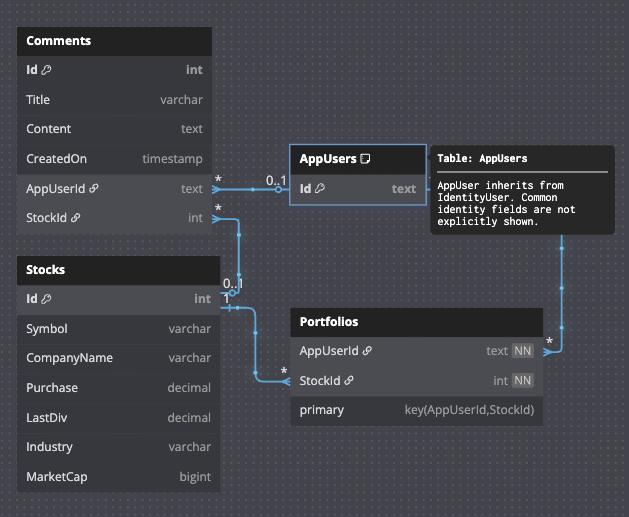 Comments
Id int
Title varchar
Content text
CreatedOn timestamp
AppUserId text
StockId int
*
*
0..1
AppUsers
Id text
Table: AppUsers
AppUser inherits from
IdentityUser. Common
identity fields are not
explicitly shown.
Stocks
Id int
Symbol varchar
CompanyName varchar
Purchase decimal
LastDiv decimal
Industry varchar
MarketCap bigint
0..1
1
*
*
Portfolios
AppUserId text NN
StockId int NN
primary key(AppUserId,StockId)